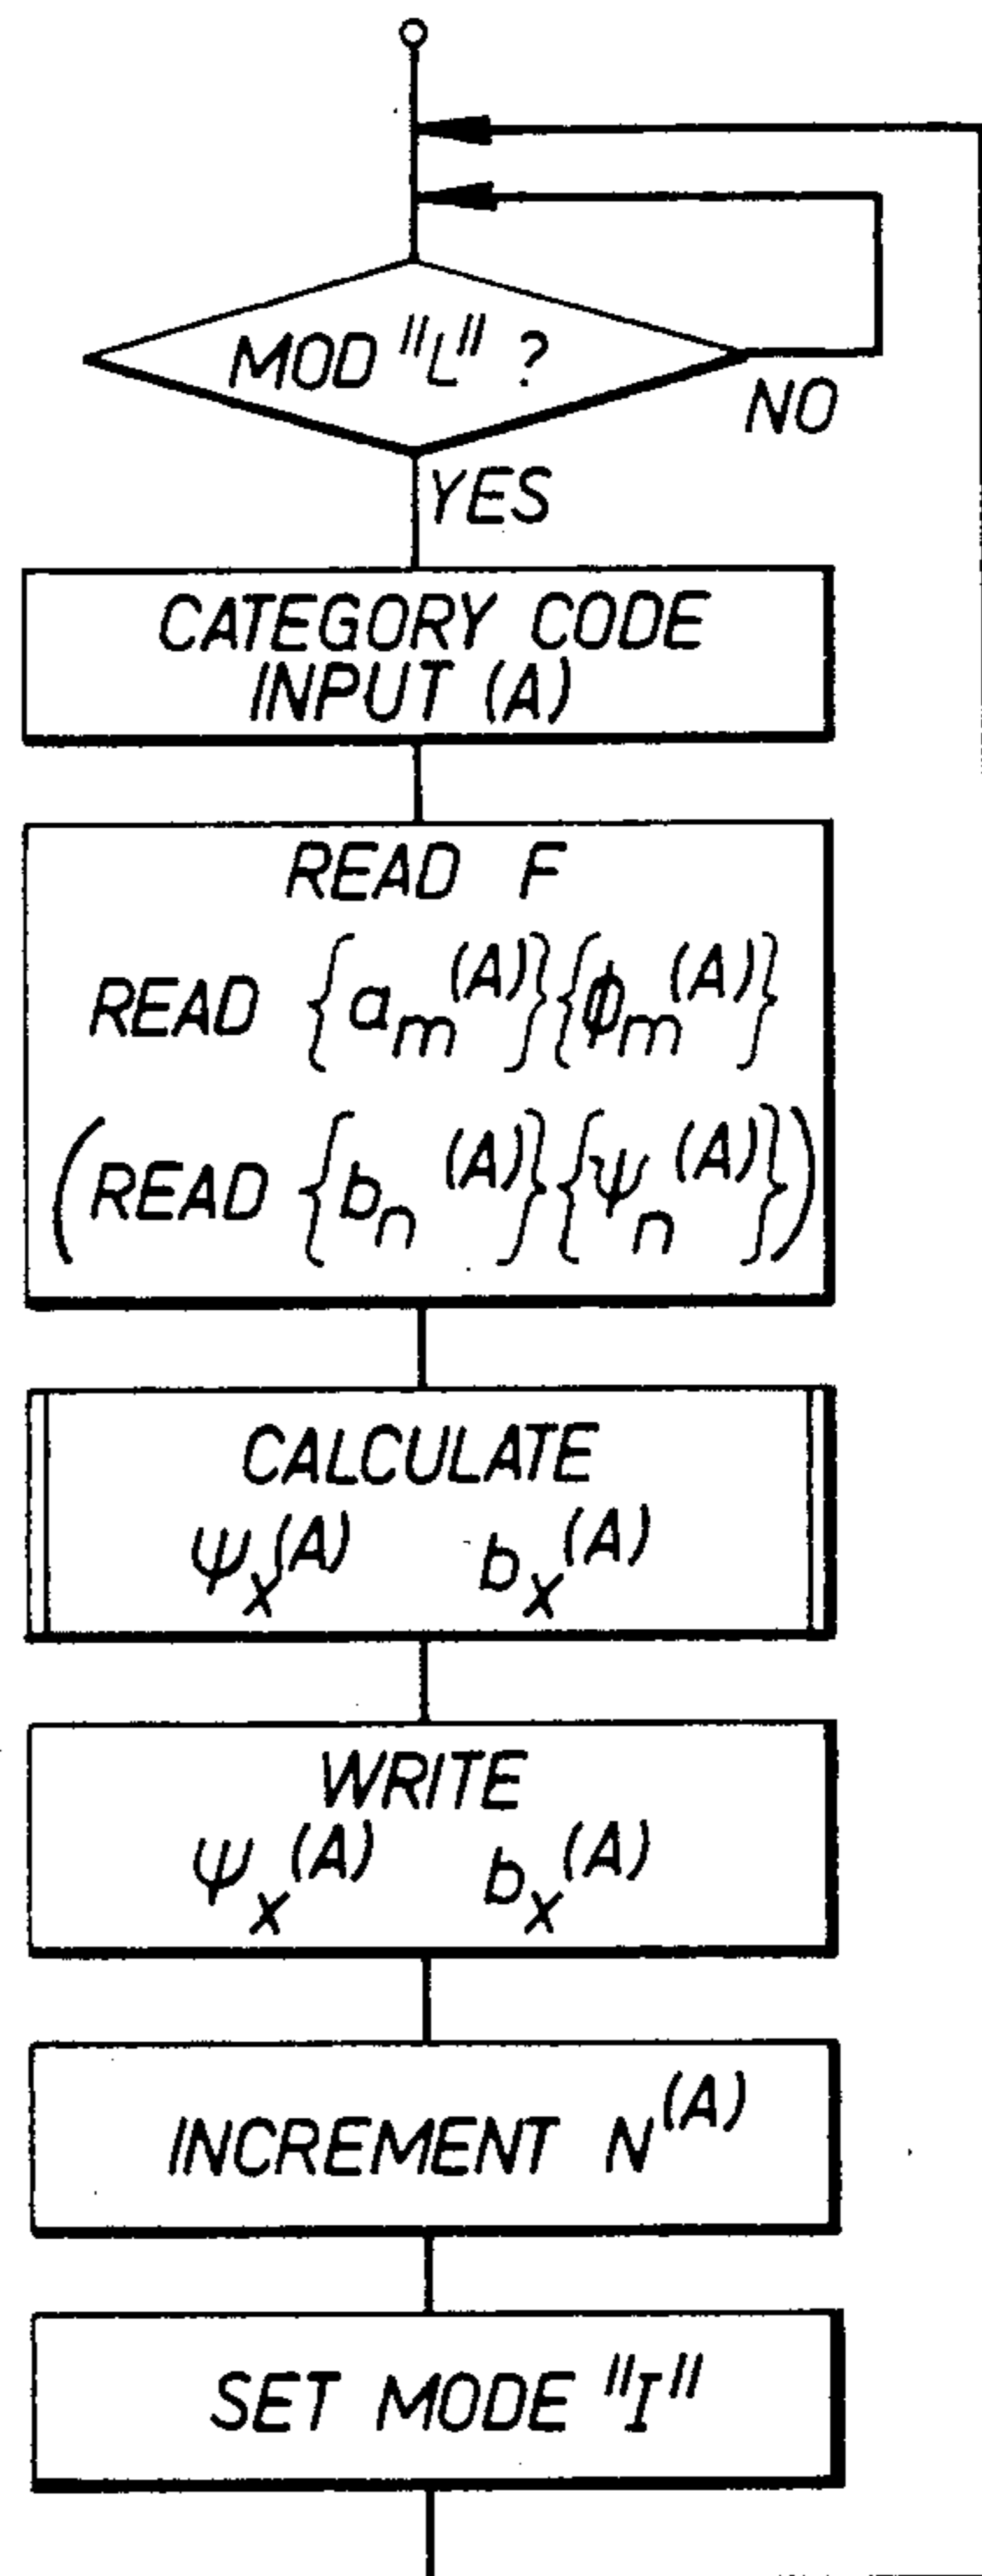 MOD "L" ?
NO
YES
CATEGORY CODE
INPUT (A)
READ F
READ {a_m^(A)}{ϕ_m^(A)}
(READ {b_n^(A)}{ψ_n^(A)})
CALCULATE
ψ_x^(A) b_x^(A)
WRITE
ψ_x^(A) b_x^(A)
INCREMENT N^(A)
SET MODE "I"